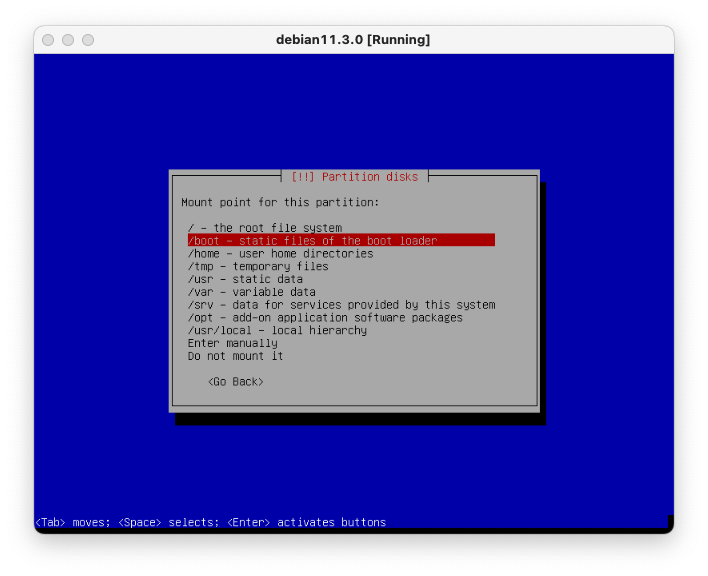 debian11.3.0 [Running]
[!!] Partition disks
Mount point for this partition:
/ - the root file system
/boot - static files of the boot loader
/home - user home directories
/tmp - temporary files
/usr - static data
/var - variable data
/srv - data for services provided by this system
/opt - add-on application software packages
/usr/local - local hierarchy
Enter manually
Do not mount it
<Go Back>
<Tab> moves; <Space> selects; <Enter> activates buttons